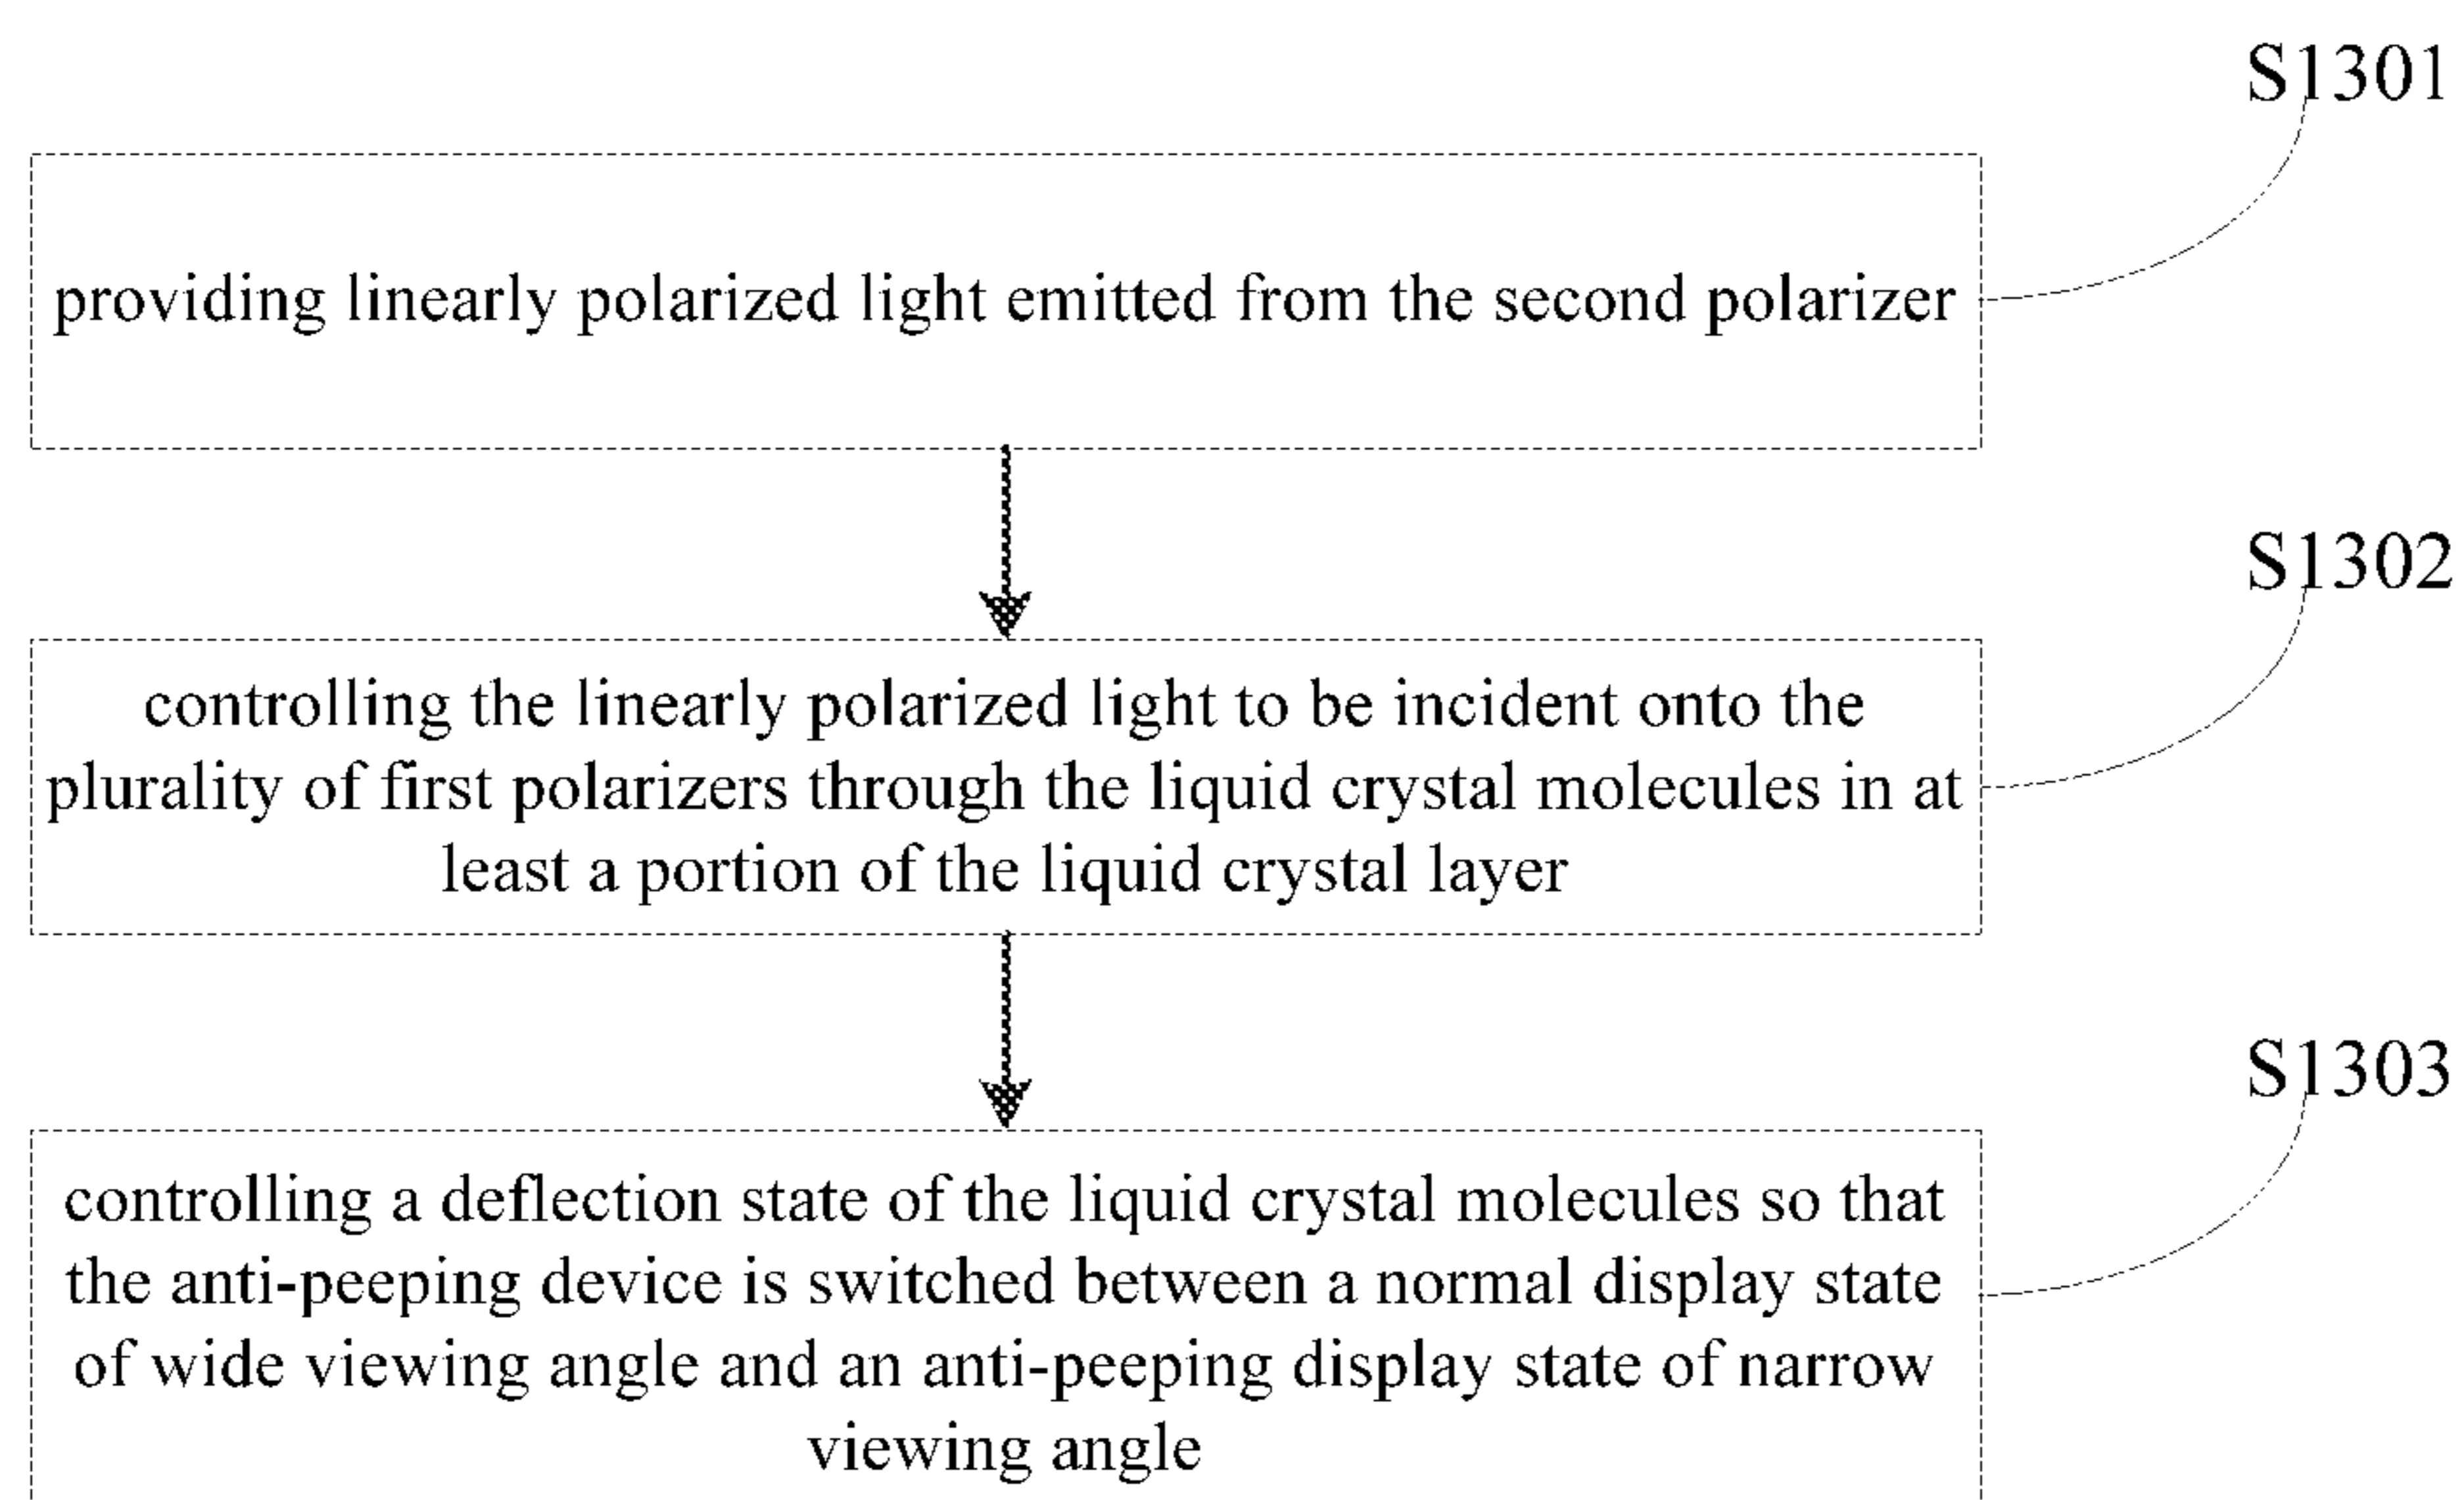 S1301
providing linearly polarized light emitted from the second polarizer
S1302
controlling the linearly polarized light to be incident onto the
plurality of first polarizers through the liquid crystal molecules in at
least a portion of the liquid crystal layer
S1303
controlling a deflection state of the liquid crystal molecules so that
the anti-peeping device is switched between a normal display state
of wide viewing angle and an anti-peeping display state of narrow
viewing angle